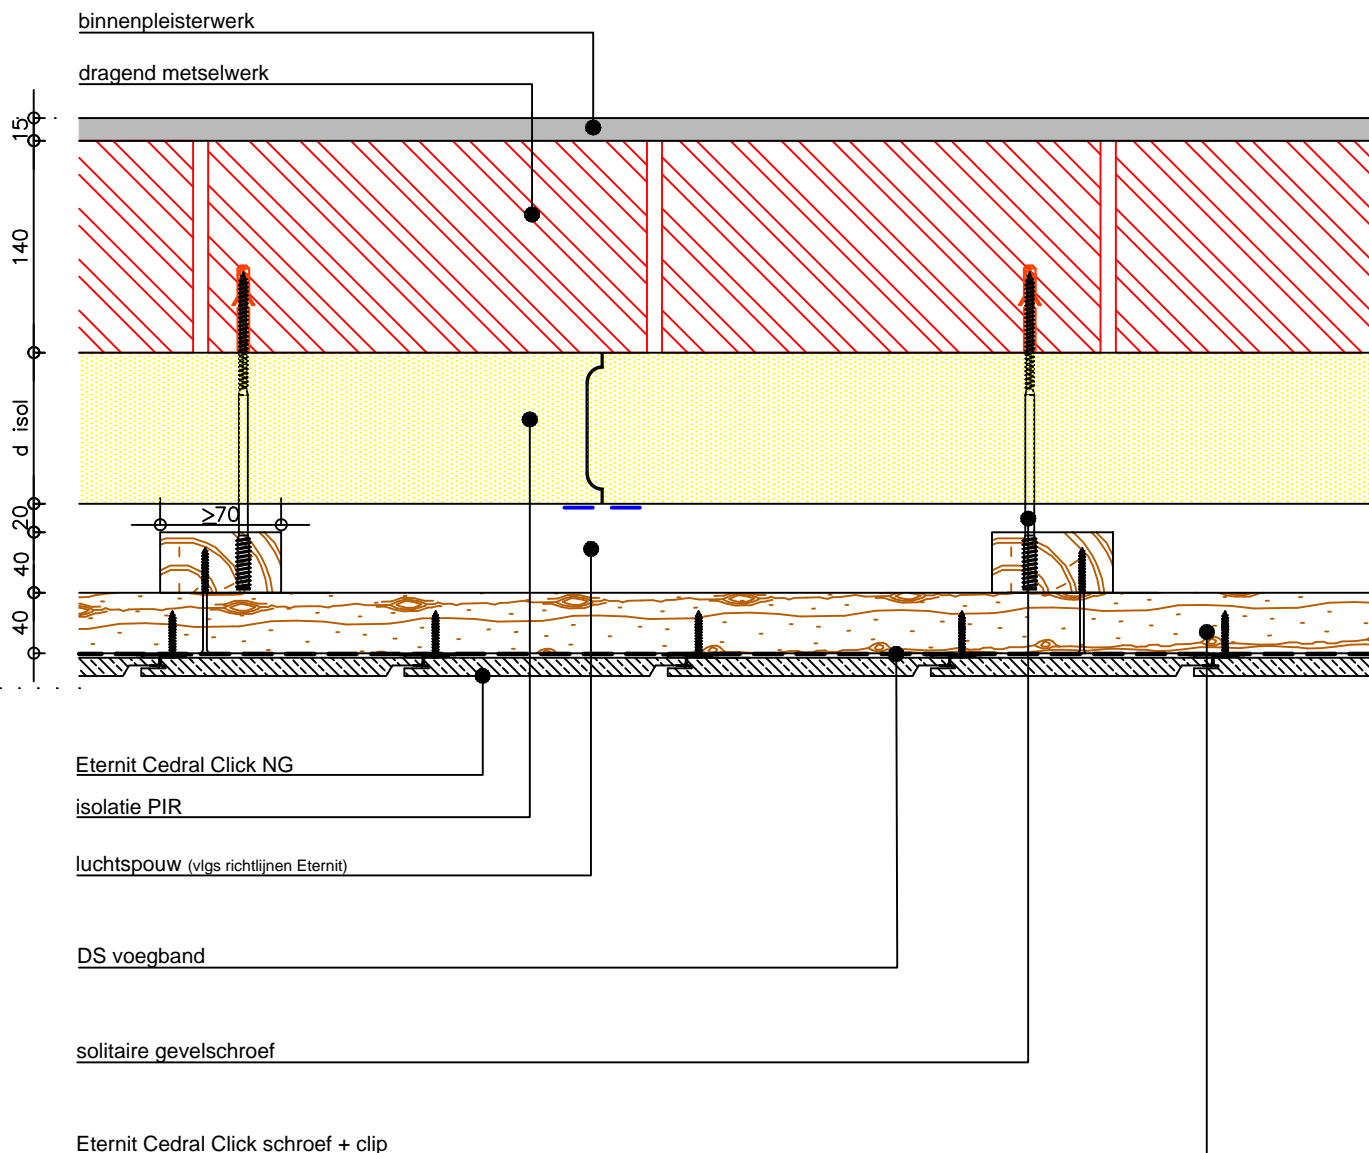 binnenpleisterwerk
dragend metselwerk
15
140
d isol
20
≥70
40
40
Eternit Cedral Click NG
isolatie PIR
luchtspouw (vlgs richtlijnen Eternit)
DS voegband
solitaire gevelschroef
Eternit Cedral Click schroef + clip